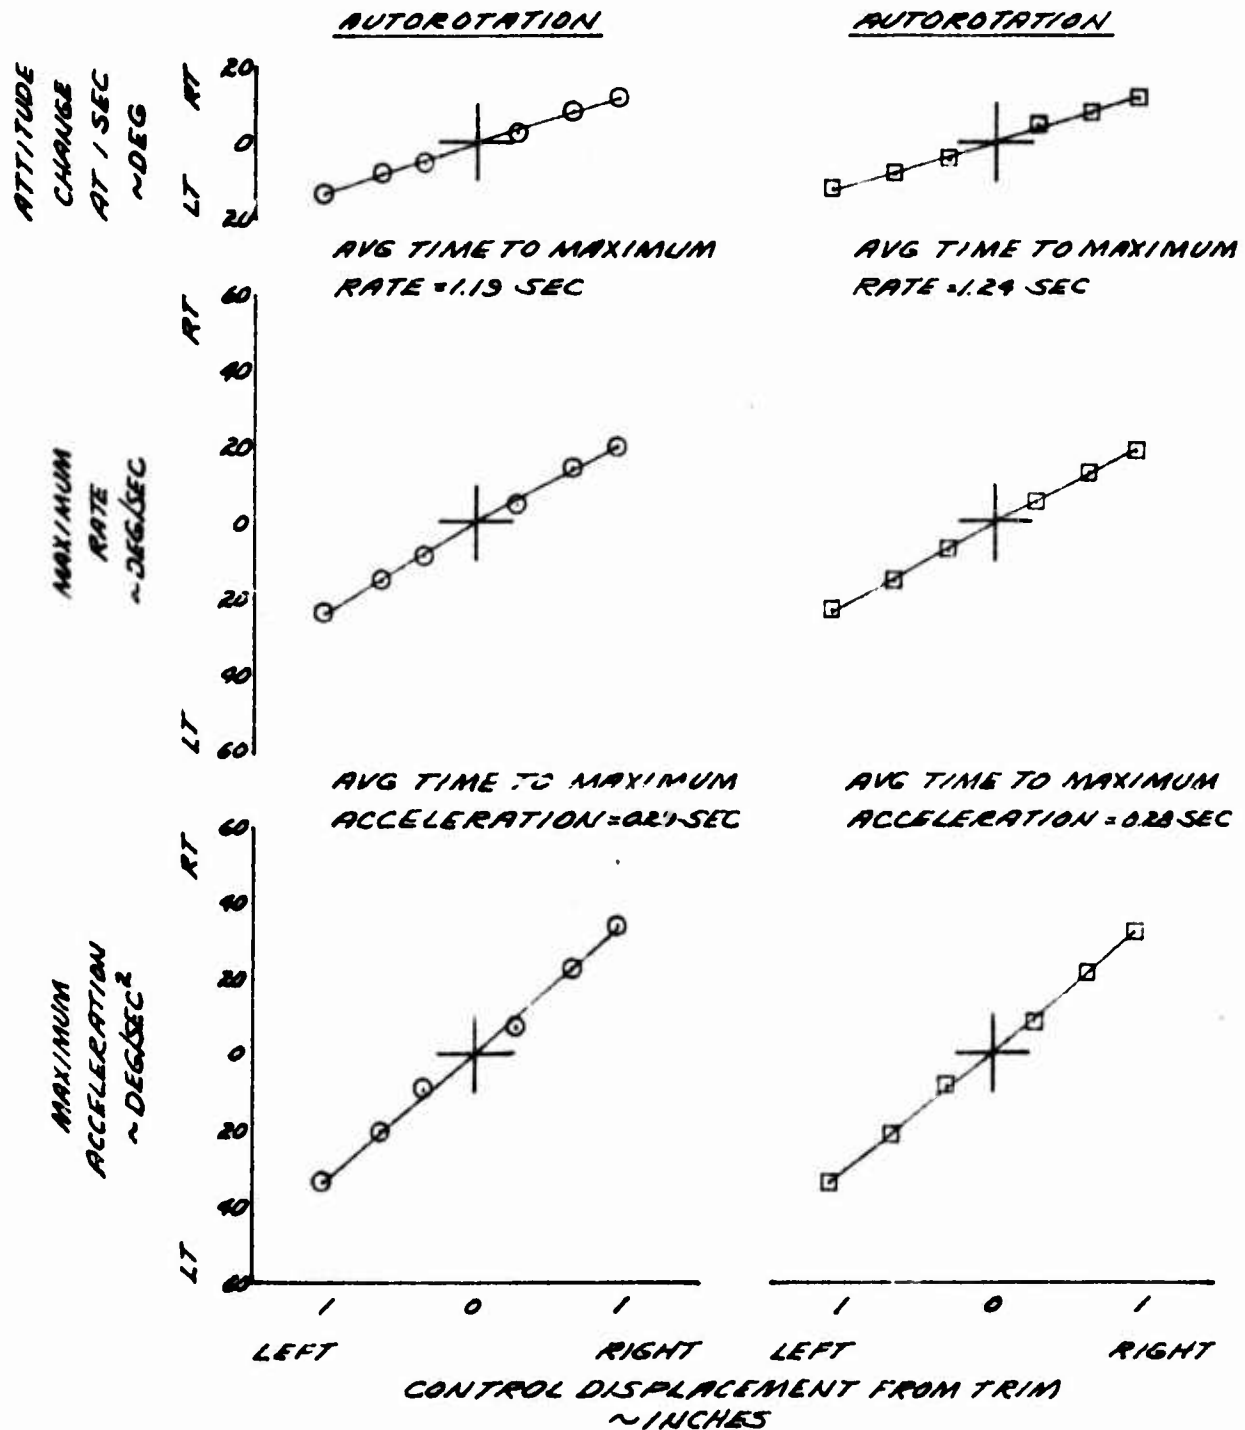 AUTOROTATION
AUTOROTATION
ATTITUDE
CHANGE
AT 1 SEC
~DEG
LT RT
20
0
20
AVG TIME TO MAXIMUM
RATE =1.19 SEC
AVG TIME TO MAXIMUM
RATE =1.24 SEC
MAXIMUM
RATE
~DEG/SEC
LT RT
60
40
20
0
20
40
60
AVG TIME TO MAXIMUM
ACCELERATION = SEC
AVG TIME TO MAXIMUM
ACCELERATION = 0.28 SEC
MAXIMUM
ACCELERATION
~DEG/SEC²
LT RT
60
40
20
0
20
40
60
1 0 1
1 0 1
LEFT RIGHT
LEFT RIGHT
CONTROL DISPLACEMENT FROM TRIM
~INCHES